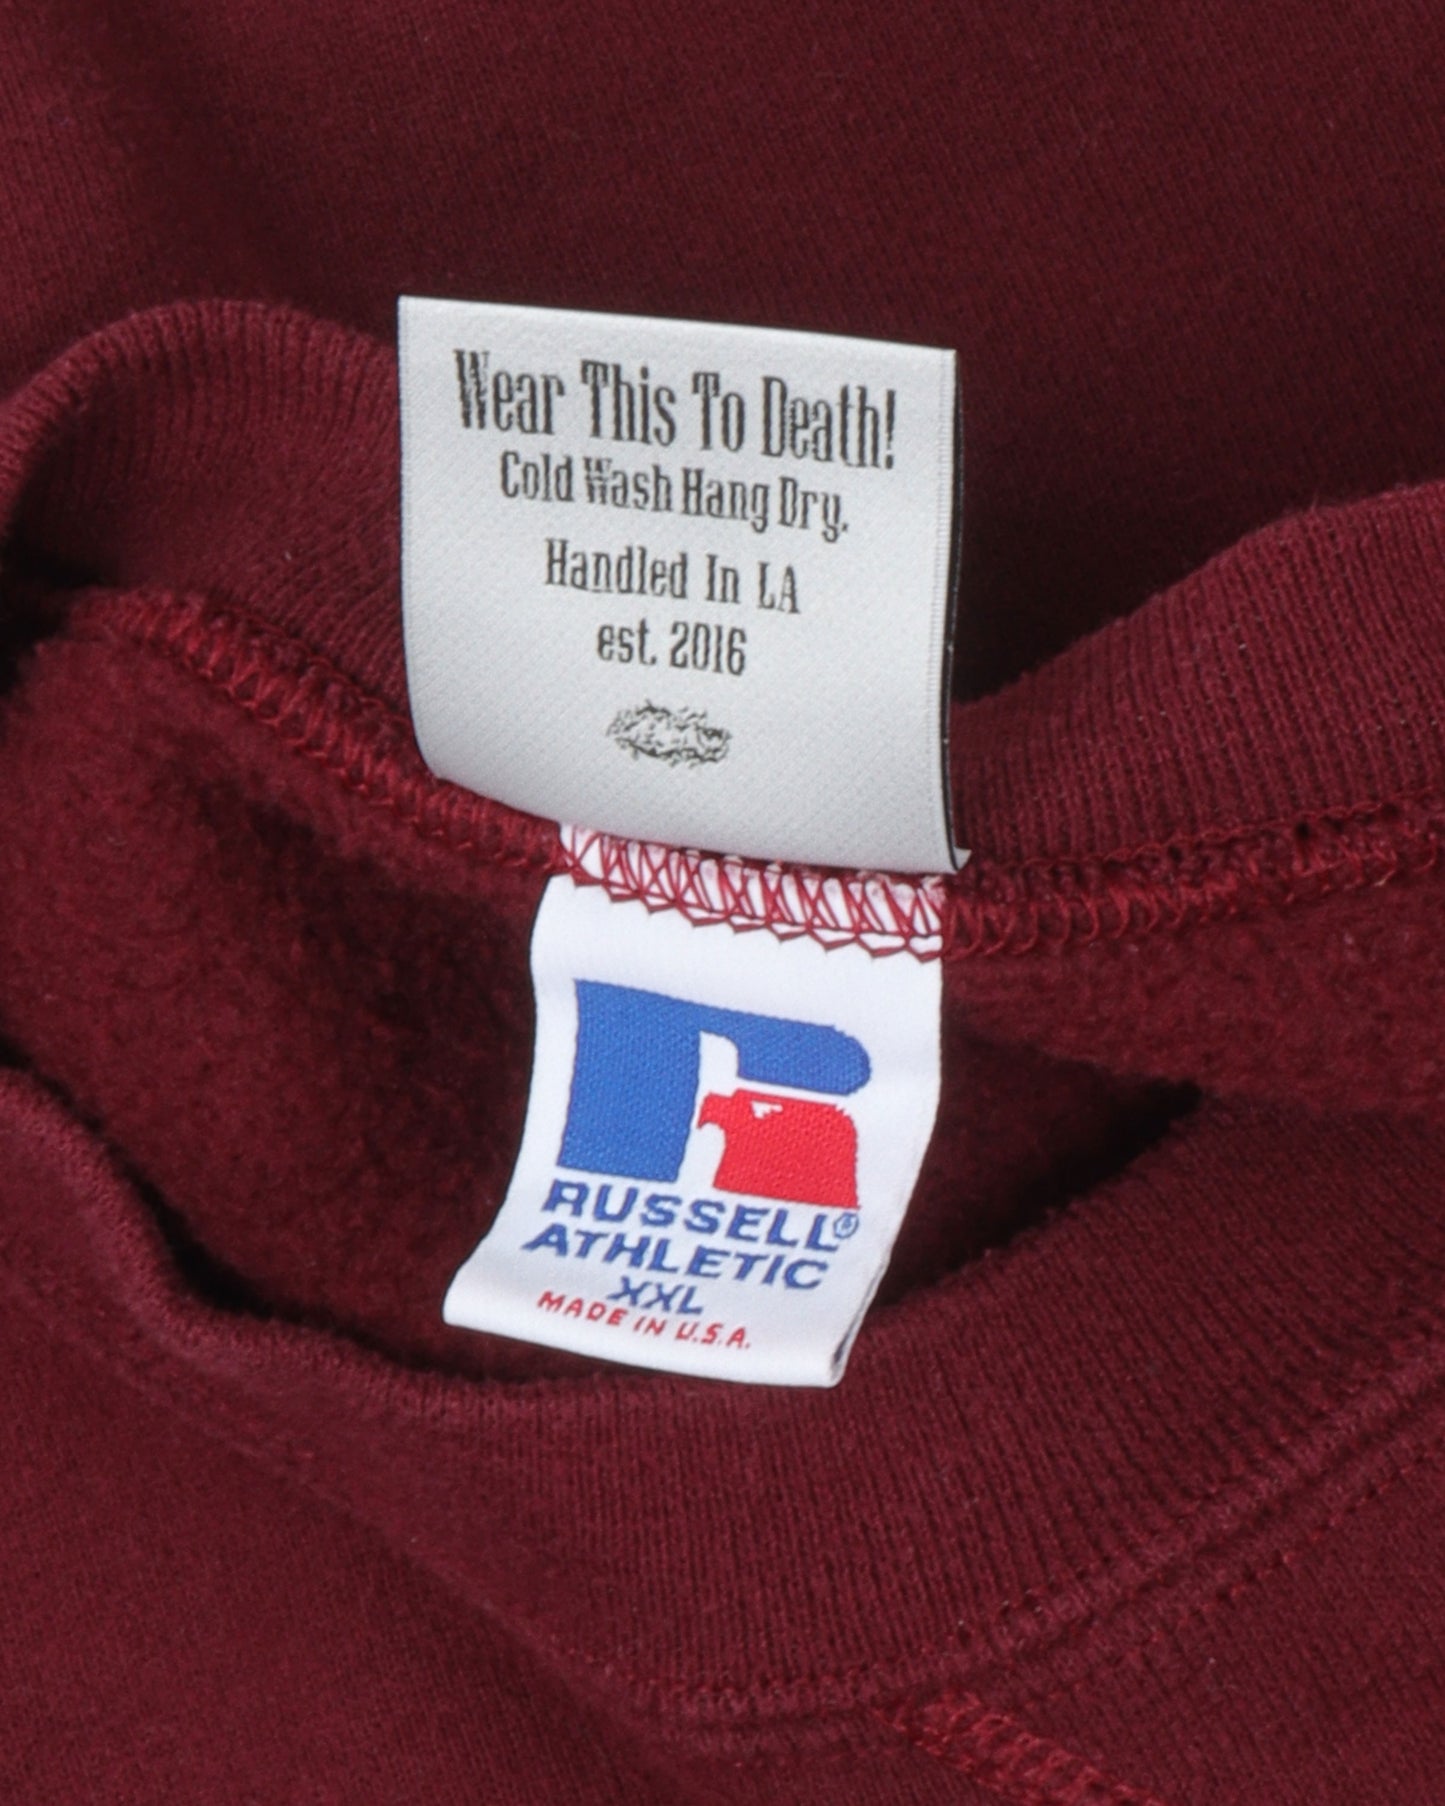 Wear This To Death!
Cold Wash Hang Dry.
Handled In LA
est. 2016
RUSSELL®
ATHLETIC
XXL
MADE IN U.S.A.